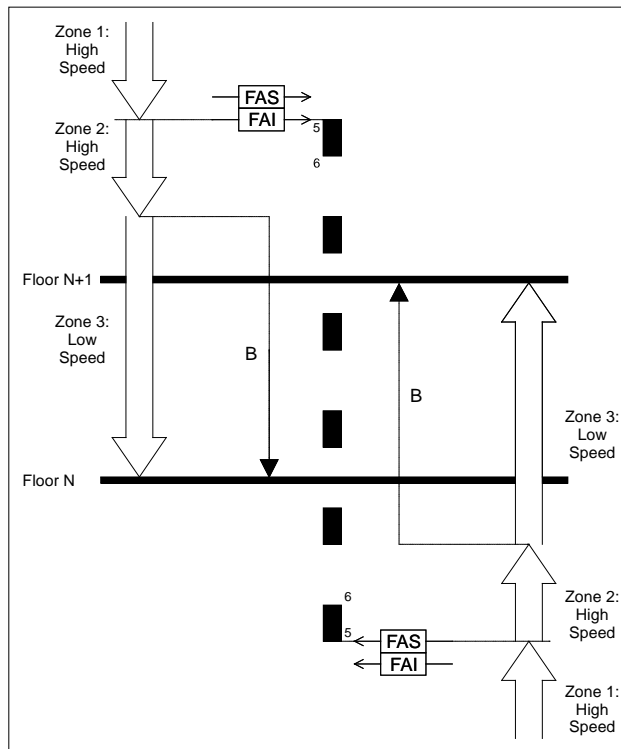 Zone 1:
High
Speed
FAS
FAI
5
Zone 2:
High
Speed
6
Floor N+1
Zone 3:
Low
Speed
B
B
Zone 3:
Low
Speed
Floor N
6
Zone 2:
High
Speed
5
FAS
FAI
Zone 1:
High
Speed